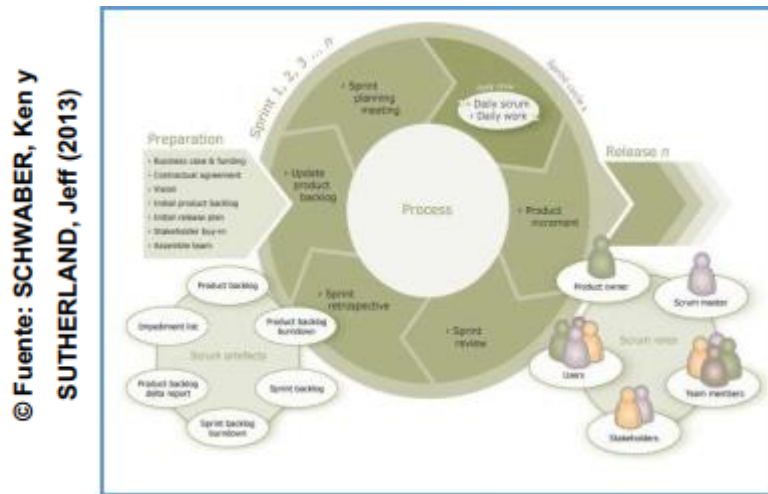 © Fuente: SCHWABER, Ken y
SUTHERLAND, Jeff (2013)
Sprint 1, 2, 3 ... n
Sprint cycle s
Preparation
› Business case & funding
› Contractual agreement
› Vision
› Initial product backlog
› Initial release plan
› Stakeholder buy-in
› Assemble team
› Sprint
planning
meeting
› Daily scrum
› Daily work
› Update
product
backlog
Process
› Product
increment
› Sprint
retrospective
› Sprint
review
Release n
Product backlog
Impediment list
Product backlog
burndown
Scrum artefacts
Product backlog
delta report
Sprint backlog
Sprint backlog
burndown
Product owner
Scrum master
Scrum roles
Users
Team members
Stakeholders